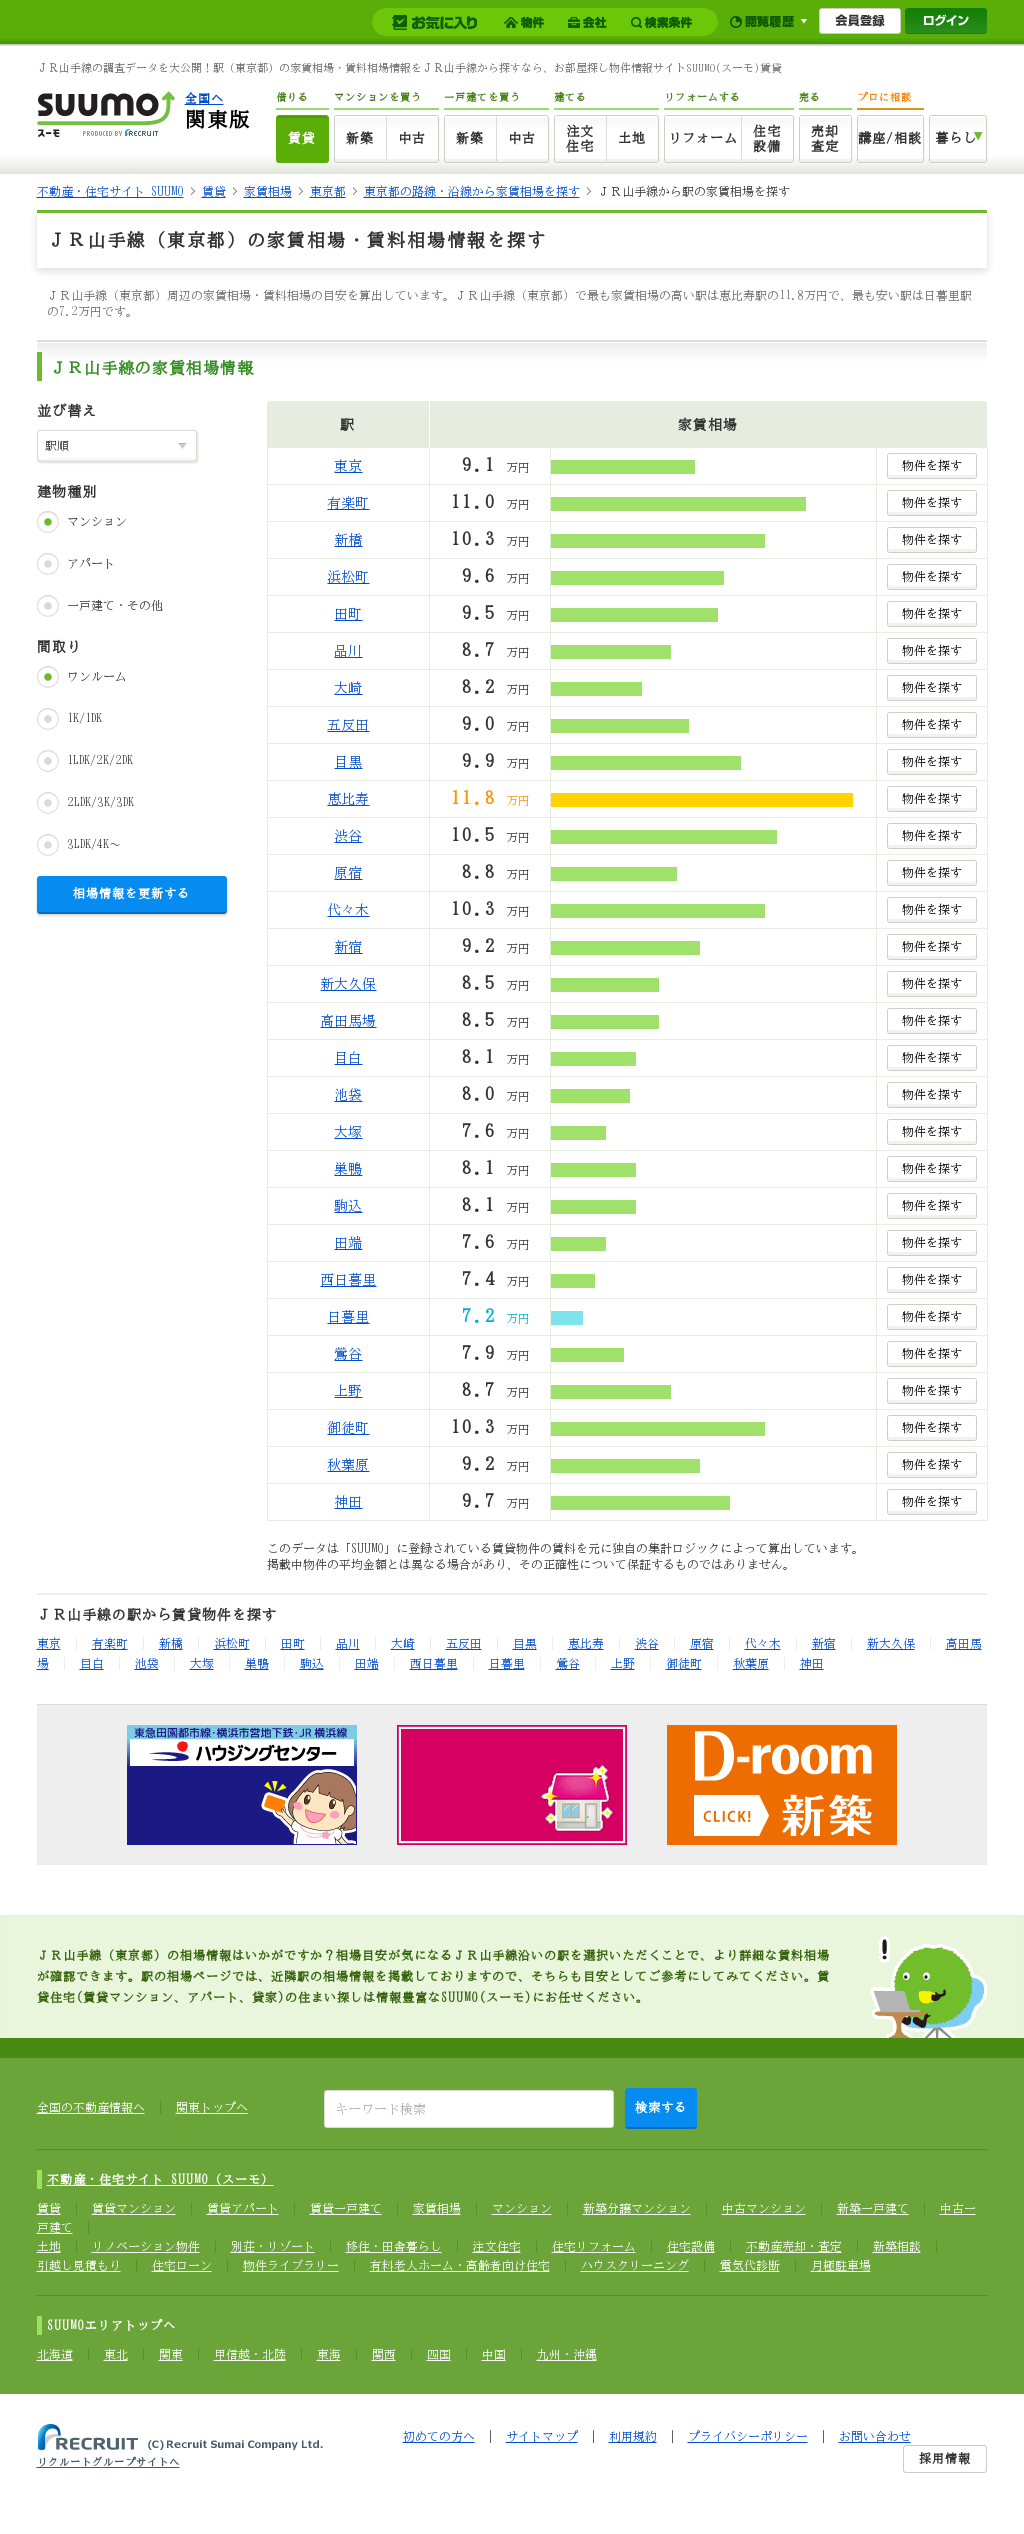 お気に入り 物件 会社 検索条件 閲覧履歴 会員登録 ログイン
ＪＲ山手線の調査データを大公開！駅（東京都）の家賃相場・賃料相場情報をＪＲ山手線から探すなら、お部屋探し物件情報サイトSUUMO(スーモ)賃貸
SUUMO 全国へ
スーモ PRODUCED BY RECRUIT 関東版
借りる マンションを買う 一戸建てを買う 建てる リフォームする 売る プロに相談
賃貸 新築 中古 新築 中古 注文住宅 土地 リフォーム 住宅設備 売却査定 講座/相談 暮らし
不動産・住宅サイト SUUMO > 賃貸 > 家賃相場 > 東京都 > 東京都の路線・沿線から家賃相場を探す > ＪＲ山手線から駅の家賃相場を探す
ＪＲ山手線（東京都）の家賃相場・賃料相場情報を探す
ＪＲ山手線（東京都）周辺の家賃相場・賃料相場の目安を算出しています。ＪＲ山手線（東京都）で最も家賃相場の高い駅は恵比寿駅の11.8万円で、最も安い駅は日暮里駅
の7.2万円です。
ＪＲ山手線の家賃相場情報
並び替え
駅順
建物種別
マンション
アパート
一戸建て・その他
間取り
ワンルーム
1K/1DK
1LDK/2K/2DK
2LDK/3K/3DK
3LDK/4K～
相場情報を更新する
駅 家賃相場
東京 9.1 万円 物件を探す
有楽町 11.0 万円 物件を探す
新橋 10.3 万円 物件を探す
浜松町 9.6 万円 物件を探す
田町 9.5 万円 物件を探す
品川 8.7 万円 物件を探す
大崎 8.2 万円 物件を探す
五反田 9.0 万円 物件を探す
目黒 9.9 万円 物件を探す
恵比寿 11.8 万円 物件を探す
渋谷 10.5 万円 物件を探す
原宿 8.8 万円 物件を探す
代々木 10.3 万円 物件を探す
新宿 9.2 万円 物件を探す
新大久保 8.5 万円 物件を探す
高田馬場 8.5 万円 物件を探す
目白 8.1 万円 物件を探す
池袋 8.0 万円 物件を探す
大塚 7.6 万円 物件を探す
巣鴨 8.1 万円 物件を探す
駒込 8.1 万円 物件を探す
田端 7.6 万円 物件を探す
西日暮里 7.4 万円 物件を探す
日暮里 7.2 万円 物件を探す
鶯谷 7.9 万円 物件を探す
上野 8.7 万円 物件を探す
御徒町 10.3 万円 物件を探す
秋葉原 9.2 万円 物件を探す
神田 9.7 万円 物件を探す
このデータは「SUUMO」に登録されている賃貸物件の賃料を元に独自の集計ロジックによって算出しています。
掲載中物件の平均金額とは異なる場合があり、その正確性について保証するものではありません。
ＪＲ山手線の駅から賃貸物件を探す
東京 有楽町 新橋 浜松町 田町 品川 大崎 五反田 目黒 恵比寿 渋谷 原宿 代々木 新宿 新大久保 高田馬
場 目白 池袋 大塚 巣鴨 駒込 田端 西日暮里 日暮里 鶯谷 上野 御徒町 秋葉原 神田
東急田園都市線・横浜市営地下鉄・JR横浜線
ハウジングセンター
D-room
CLICK! 新築
ＪＲ山手線（東京都）の相場情報はいかがですか？相場目安が気になるＪＲ山手線沿いの駅を選択いただくことで、より詳細な賃料相場
が確認できます。駅の相場ページでは、近隣駅の相場情報を掲載しておりますので、そちらも目安としてご参考にしてみてください。賃
貸住宅(賃貸マンション、アパート、貸家)の住まい探しは情報豊富なSUUMO(スーモ)にお任せください。
全国の不動産情報へ 関東トップへ キーワード検索 検索する
不動産・住宅サイト SUUMO（スーモ）
賃貸 賃貸マンション 賃貸アパート 賃貸一戸建て 家賃相場 マンション 新築分譲マンション 中古マンション 新築一戸建て 中古一
戸建て
土地 リノベーション物件 別荘・リゾート 移住・田舎暮らし 注文住宅 住宅リフォーム 住宅設備 不動産売却・査定 新築相談
引越し見積もり 住宅ローン 物件ライブラリー 有料老人ホーム・高齢者向け住宅 ハウスクリーニング 電気代診断 月極駐車場
SUUMOエリアトップへ
北海道 東北 関東 甲信越・北陸 東海 関西 四国 中国 九州・沖縄
RECRUIT (C)Recruit Sumai Company Ltd.
リクルートグループサイトへ
初めての方へ | サイトマップ | 利用規約 | プライバシーポリシー | お問い合わせ
採用情報